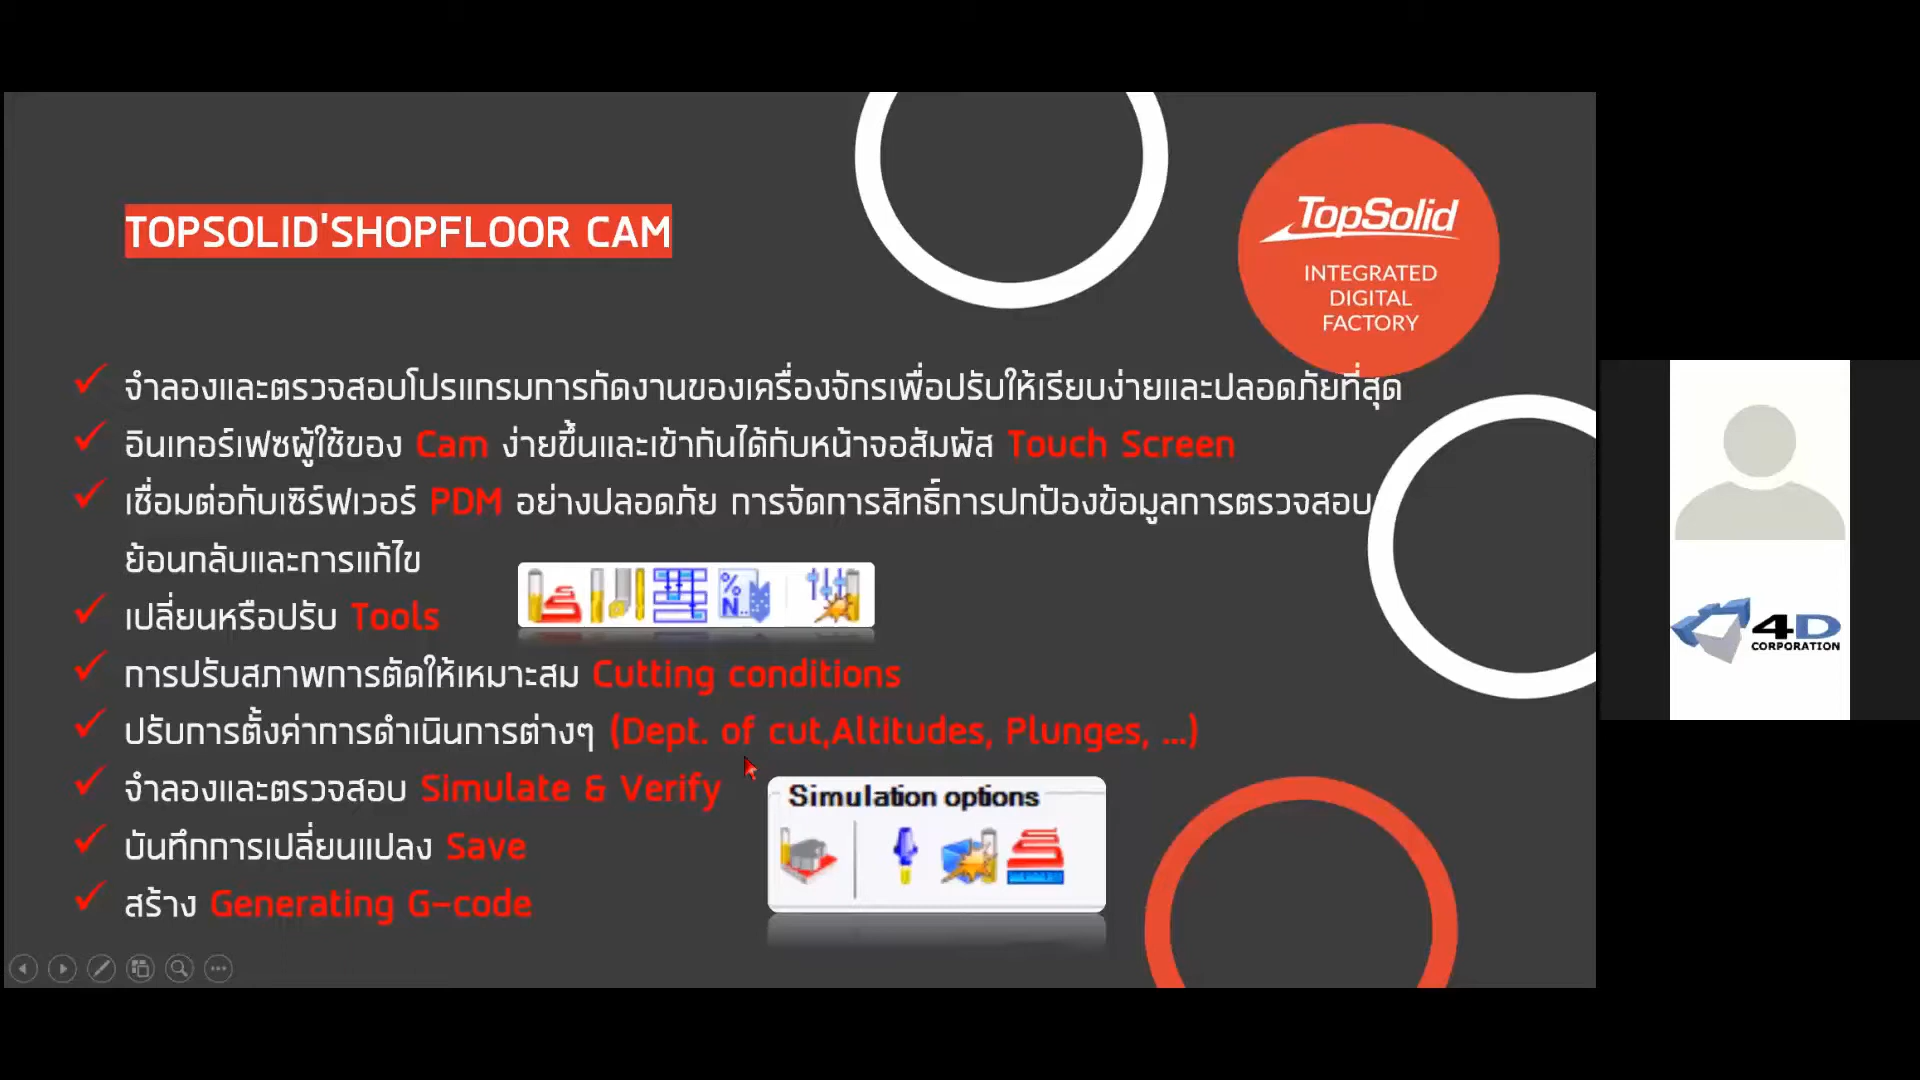 TOPSOLID'SHOPFLOOR CAM
TopSolid
INTEGRATED
DIGITAL
FACTORY
จำลองและตรวจสอบโปรแกรมการกัดงานของเครื่องจักรเพื่อปรับให้เรียบง่ายและปลอดภัยที่สุด
อินเทอร์เฟซผู้ใช้ของ Cam ง่ายขึ้นและเข้ากันได้กับหน้าจอสัมผัส Touch Screen
เชื่อมต่อกับเซิร์ฟเวอร์ PDM อย่างปลอดภัย การจัดการสิทธิ์การปกป้องข้อมูลการตรวจสอบ
ย้อนกลับและการแก้ไข
เปลี่ยนหรือปรับ Tools
% N..
การปรับสภาพการตัดให้เหมาะสม Cutting conditions
ปรับการตั้งค่าการดำเนินการต่างๆ (Dept. of cut,Altitudes, Plunges, ...)
จำลองและตรวจสอบ Simulate & Verify
Simulation options
บันทึกการเปลี่ยนแปลง Save
สร้าง Generating G-code
4D
CORPORATION